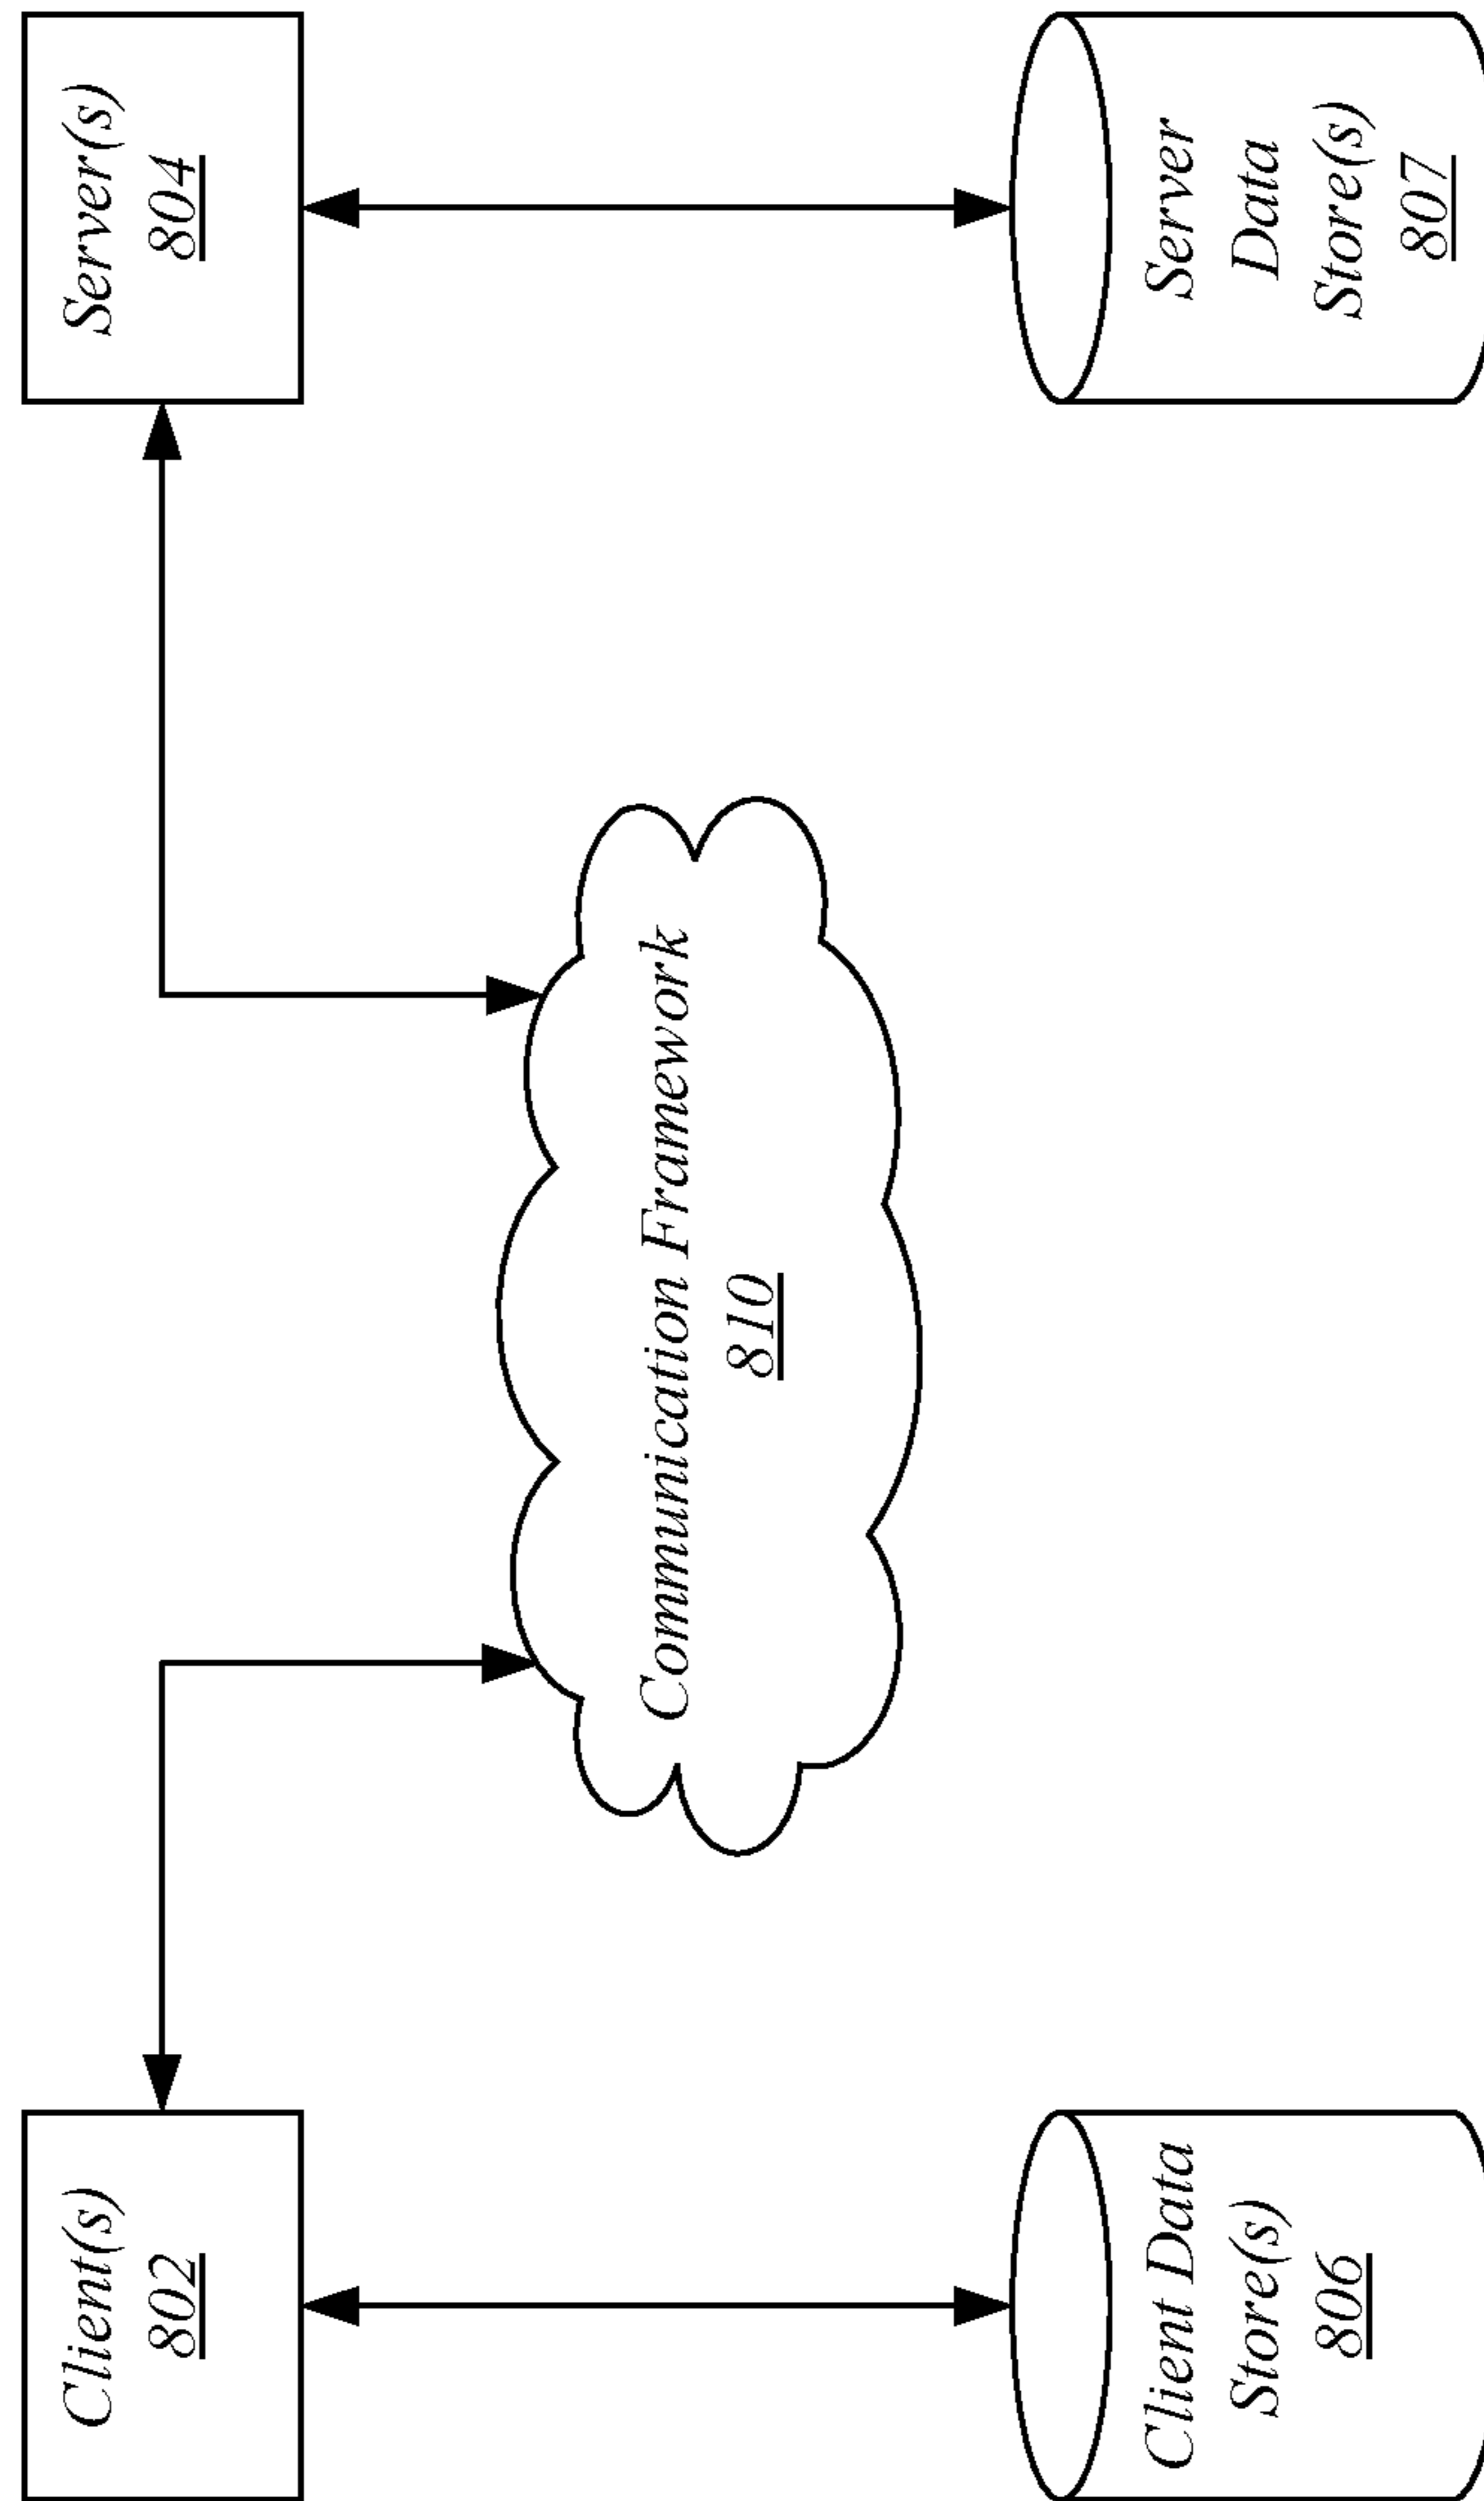 Client(s)
802
Server(s)
804
Communication Framework
810
Client Data
Store(s)
806
Server
Data
Store(s)
807